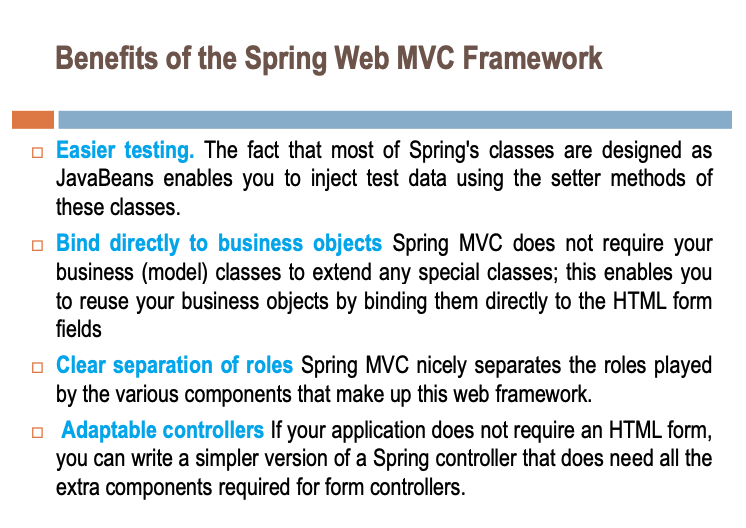 Benefits of the Spring Web MVC Framework
Easier testing. The fact that most of Spring's classes are designed as
JavaBeans enables you to inject test data using the setter methods of
these classes.
Bind directly to business objects Spring MVC does not require your
business (model) classes to extend any special classes; this enables you
to reuse your business objects by binding them directly to the HTML form
fields
Clear separation of roles Spring MVC nicely separates the roles played
by the various components that make up this web framework.
Adaptable controllers If your application does not require an HTML form,
you can write a simpler version of a Spring controller that does need all the
extra components required for form controllers.